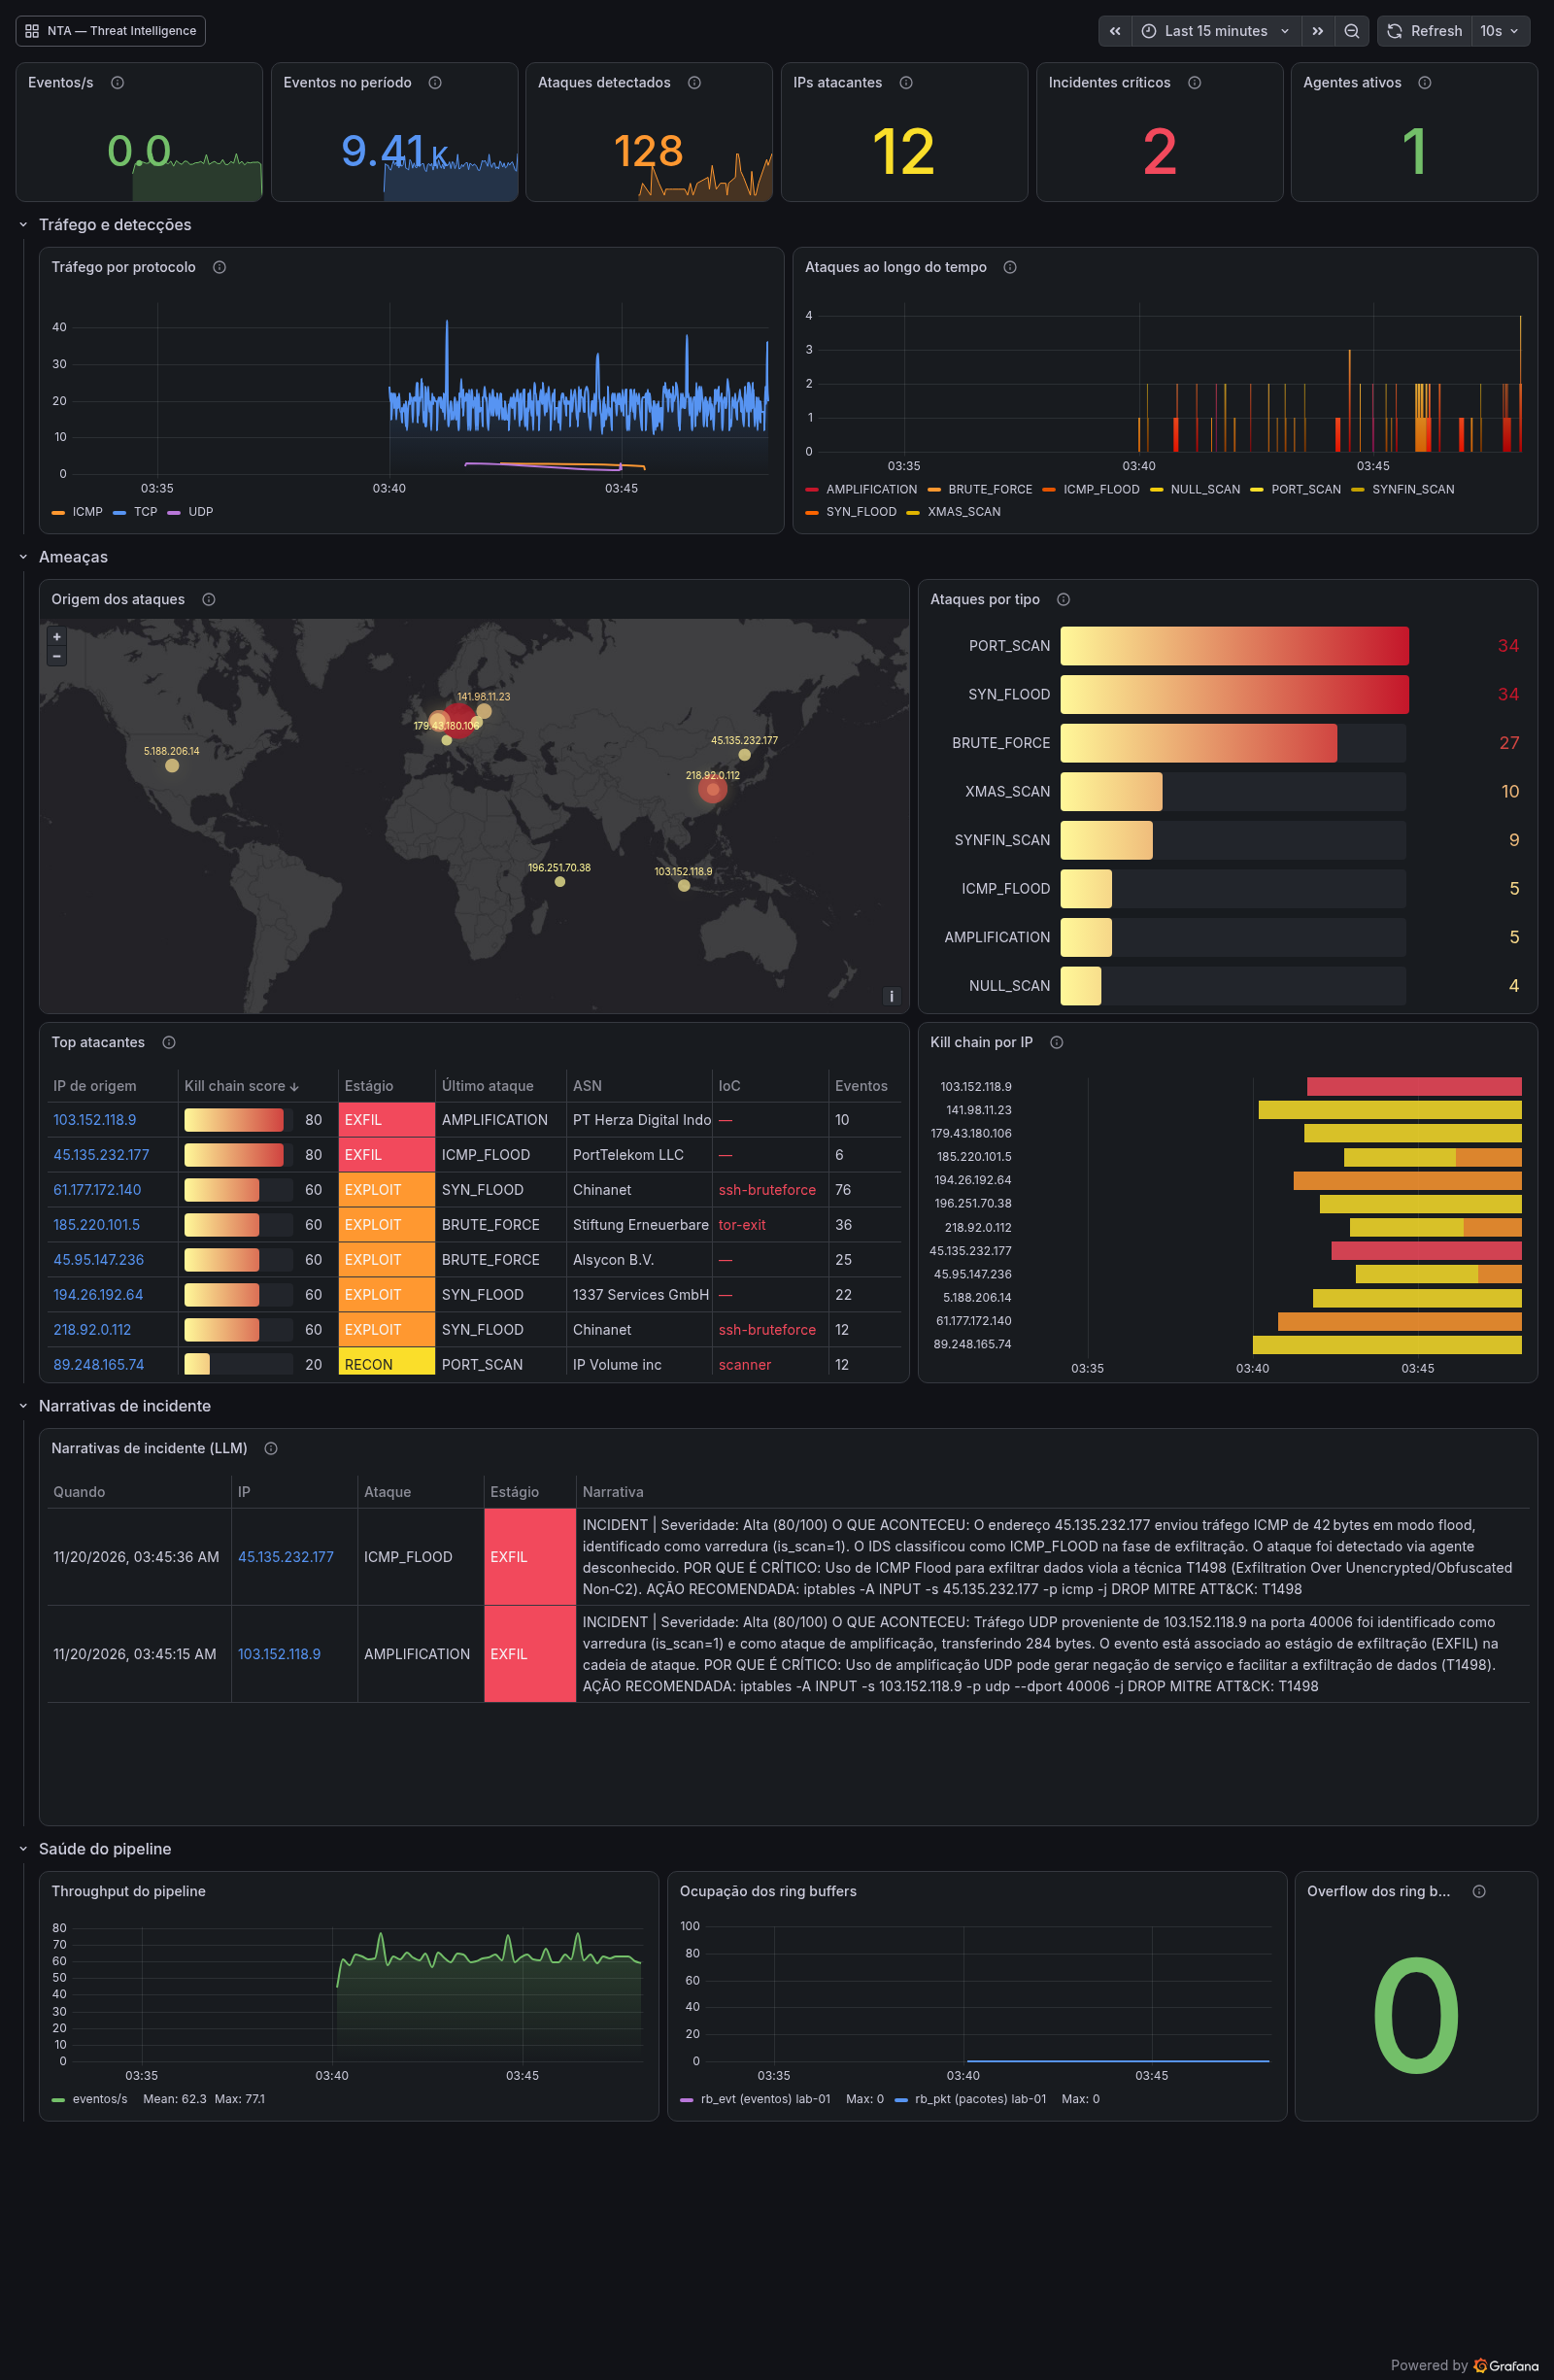 NTA — Threat Intelligence
Last 15 minutes
Refresh
10s
Eventos/s
0.0
Eventos no período
9.41 K
Ataques detectados
128
IPs atacantes
12
Incidentes críticos
2
Agentes ativos
1
Tráfego e detecções
Tráfego por protocolo
40
30
20
10
0
03:35 03:40 03:45
ICMP TCP UDP
Ataques ao longo do tempo
4
3
2
1
0
03:35 03:40 03:45
AMPLIFICATION BRUTE_FORCE ICMP_FLOOD NULL_SCAN PORT_SCAN SYNFIN_SCAN
SYN_FLOOD XMAS_SCAN
Ameaças
Origem dos ataques
+
−
141.98.11.23
179.43.180.106
5.188.206.14
45.135.232.177
218.92.0.112
196.251.70.38
103.152.118.9
i
Ataques por tipo
PORT_SCAN 34
SYN_FLOOD 34
BRUTE_FORCE 27
XMAS_SCAN 10
SYNFIN_SCAN 9
ICMP_FLOOD 5
AMPLIFICATION 5
NULL_SCAN 4
Top atacantes
IP de origem Kill chain score ↓ Estágio Último ataque ASN IoC Eventos
103.152.118.9 80 EXFIL AMPLIFICATION PT Herza Digital Indo — 10
45.135.232.177 80 EXFIL ICMP_FLOOD PortTelekom LLC — 6
61.177.172.140 60 EXPLOIT SYN_FLOOD Chinanet ssh-bruteforce 76
185.220.101.5 60 EXPLOIT BRUTE_FORCE Stiftung Erneuerbare tor-exit 36
45.95.147.236 60 EXPLOIT BRUTE_FORCE Alsycon B.V. — 25
194.26.192.64 60 EXPLOIT SYN_FLOOD 1337 Services GmbH — 22
218.92.0.112 60 EXPLOIT SYN_FLOOD Chinanet ssh-bruteforce 12
89.248.165.74 20 RECON PORT_SCAN IP Volume inc scanner 12
Kill chain por IP
103.152.118.9
141.98.11.23
179.43.180.106
185.220.101.5
194.26.192.64
196.251.70.38
218.92.0.112
45.135.232.177
45.95.147.236
5.188.206.14
61.177.172.140
89.248.165.74
03:35 03:40 03:45
Narrativas de incidente
Narrativas de incidente (LLM)
Quando IP Ataque Estágio Narrativa
11/20/2026, 03:45:36 AM 45.135.232.177 ICMP_FLOOD EXFIL
INCIDENT | Severidade: Alta (80/100) O QUE ACONTECEU: O endereço 45.135.232.177 enviou tráfego ICMP de 42 bytes em modo flood,
identificado como varredura (is_scan=1). O IDS classificou como ICMP_FLOOD na fase de exfiltração. O ataque foi detectado via agente
desconhecido. POR QUE É CRÍTICO: Uso de ICMP Flood para exfiltrar dados viola a técnica T1498 (Exfiltration Over Unencrypted/Obfuscated
Non-C2). AÇÃO RECOMENDADA: iptables -A INPUT -s 45.135.232.177 -p icmp -j DROP MITRE ATT&CK: T1498
11/20/2026, 03:45:15 AM 103.152.118.9 AMPLIFICATION EXFIL
INCIDENT | Severidade: Alta (80/100) O QUE ACONTECEU: Tráfego UDP proveniente de 103.152.118.9 na porta 40006 foi identificado como
varredura (is_scan=1) e como ataque de amplificação, transferindo 284 bytes. O evento está associado ao estágio de exfiltração (EXFIL) na
cadeia de ataque. POR QUE É CRÍTICO: Uso de amplificação UDP pode gerar negação de serviço e facilitar a exfiltração de dados (T1498).
AÇÃO RECOMENDADA: iptables -A INPUT -s 103.152.118.9 -p udp --dport 40006 -j DROP MITRE ATT&CK: T1498
Saúde do pipeline
Throughput do pipeline
80
70
60
50
40
30
20
10
0
03:35 03:40 03:45
eventos/s Mean: 62.3 Max: 77.1
Ocupação dos ring buffers
100
80
60
40
20
0
03:35 03:40 03:45
rb_evt (eventos) lab-01 Max: 0 rb_pkt (pacotes) lab-01 Max: 0
Overflow dos ring b...
0
Powered by Grafana